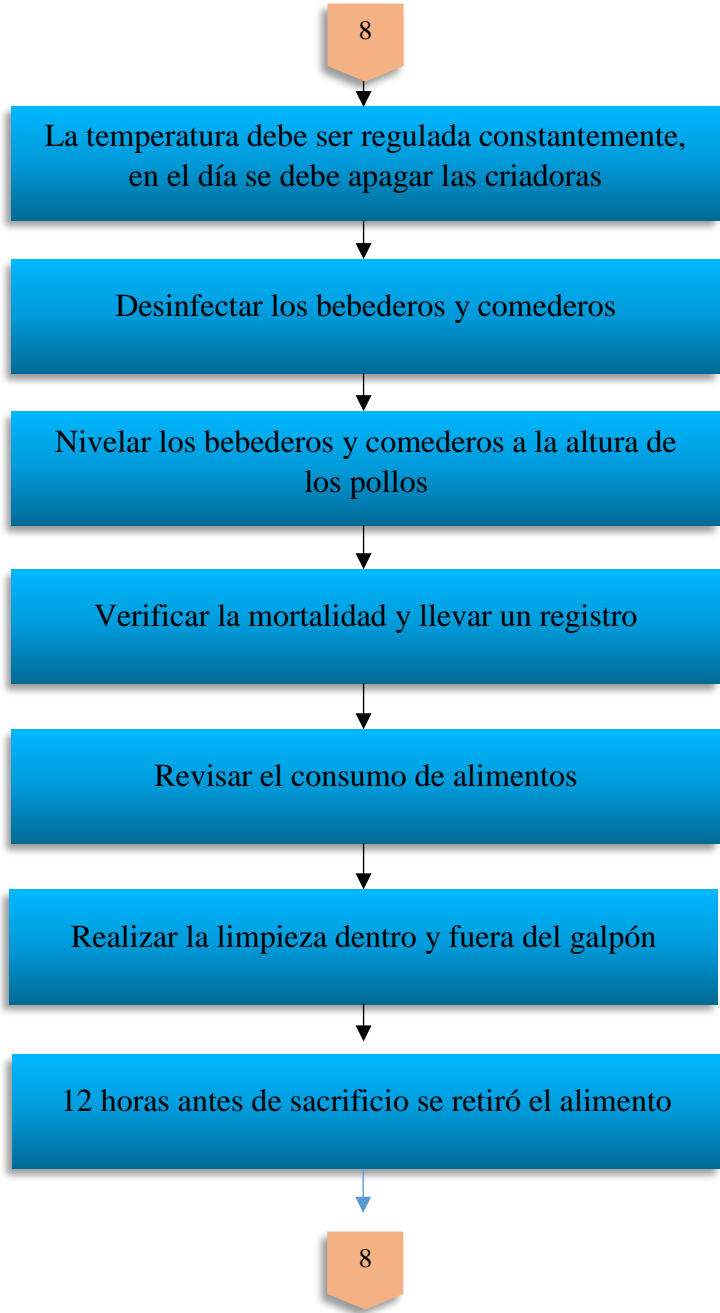 8
La temperatura debe ser regulada constantemente,
en el día se debe apagar las criadoras
Desinfectar los bebederos y comederos
Nivelar los bebederos y comederos a la altura de
los pollos
Verificar la mortalidad y llevar un registro
Revisar el consumo de alimentos
Realizar la limpieza dentro y fuera del galpón
12 horas antes de sacrificio se retiró el alimento
8